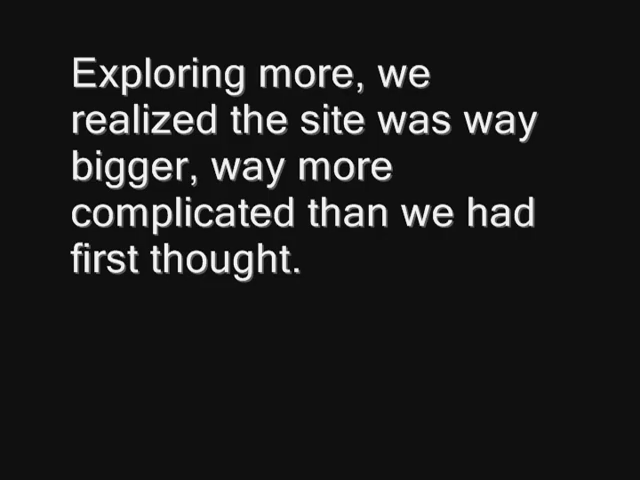 Exploring more, we
realized the site was way
bigger, way more
complicated than we had
first thought.